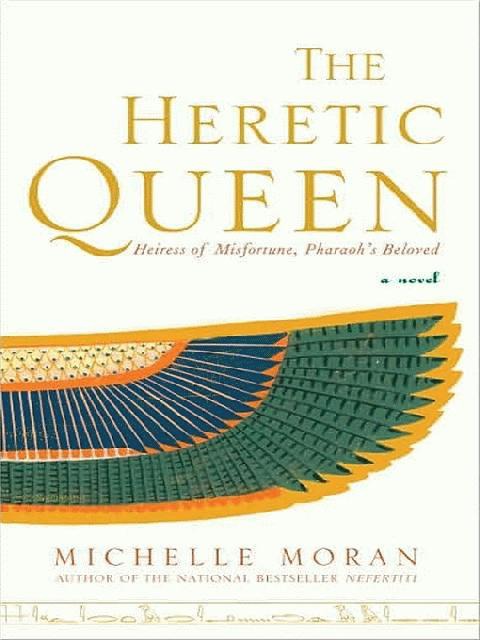 THE
HERETIC
QUEEN
Heiress of Misfortune, Pharaoh's Beloved
a novel
MICHELLE MORAN
AUTHOR OF THE NATIONAL BESTSELLER NEFERTITI